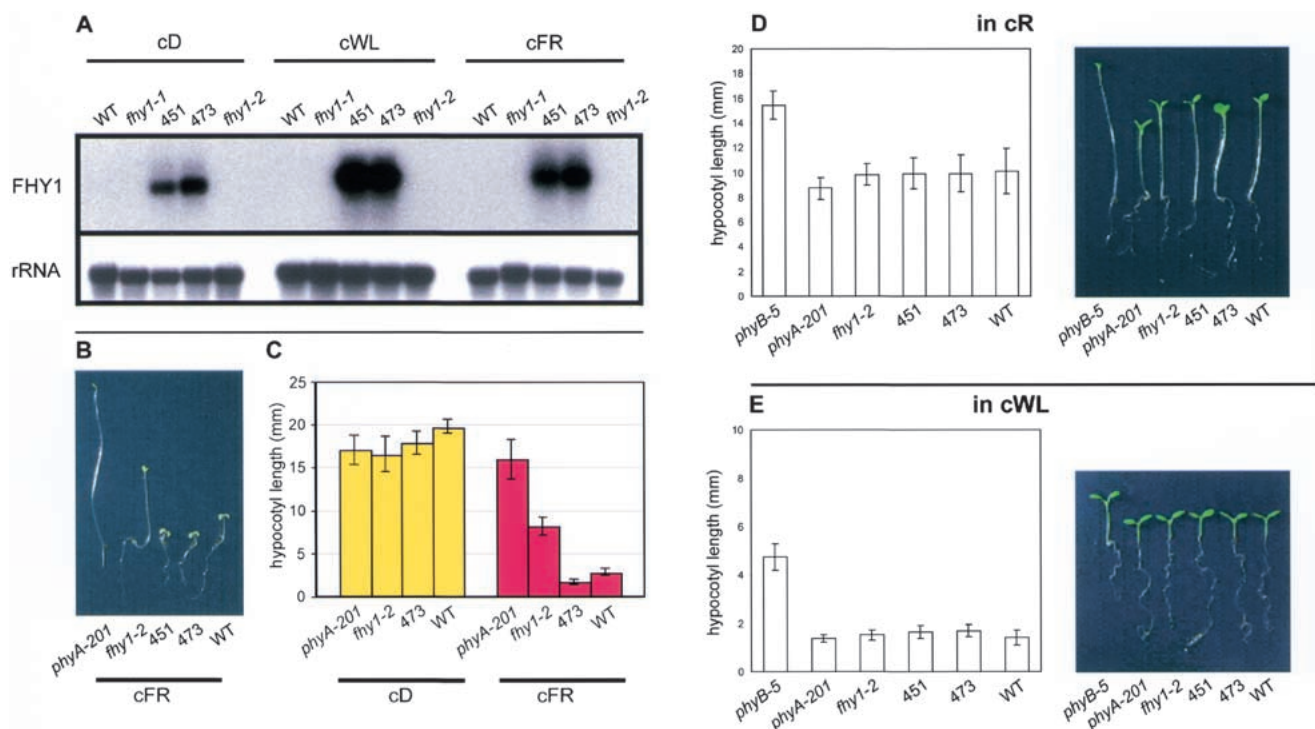 A
cD cWL cFR
WT fhy1-1 451 473 fhy1-2 WT fhy1-1 451 473 fhy1-2 WT fhy1-1 451 473 fhy1-2
FHY1
rRNA
B
phyA-201 fhy1-2 451 473 WT
cFR
C
hypocotyl length (mm)
25
20
15
10
5
0
phyA-201 fhy1-2 473 WT phyA-201 fhy1-2 473 WT
cD cFR
D in cR
hypocotyl length (mm)
20
18
16
14
12
10
8
6
4
2
0
phyB-5 phyA-201 fhy1-2 451 473 WT
phyB-5 phyA-201 fhy1-2 451 473 WT
E in cWL
hypocotyl length (mm)
10
8
6
4
2
0
phyB-5 phyA-201 fhy1-2 451 473 WT
phyB-5 phyA-201 fhy1-2 451 473 WT